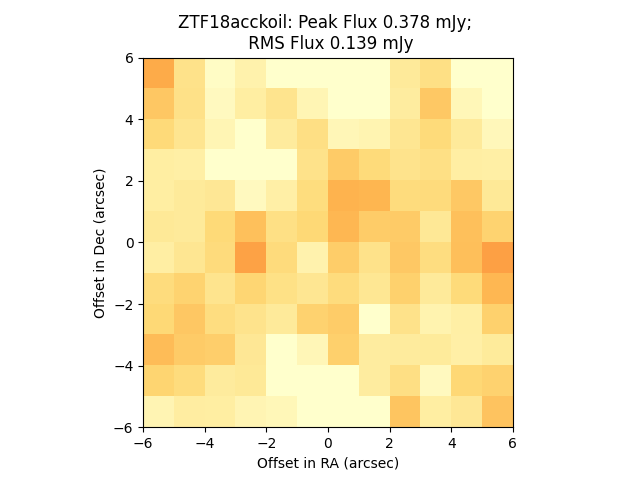 ZTF18acckoil: Peak Flux 0.378 mJy;
RMS Flux 0.139 mJy
6
4
2
0
−2
−4
−6
Offset in Dec (arcsec)
−6 −4 −2 0 2 4 6
Offset in RA (arcsec)